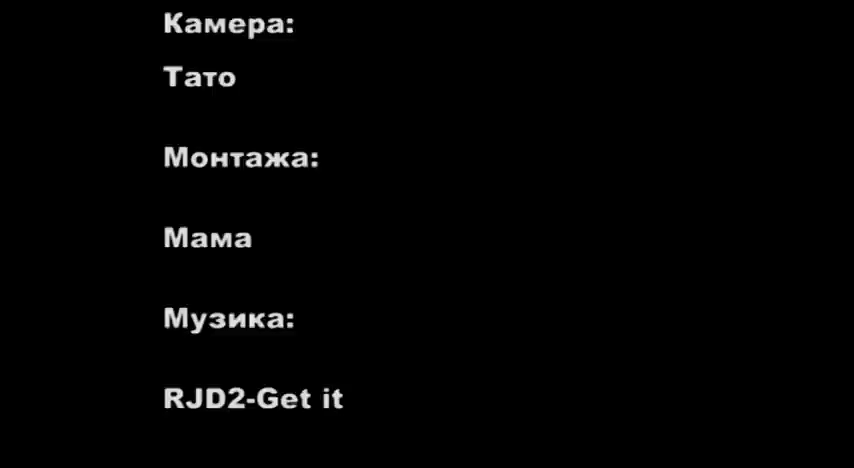 Камера:
Тато
Монтажа:
Мама
Музика:
RJD2-Get it